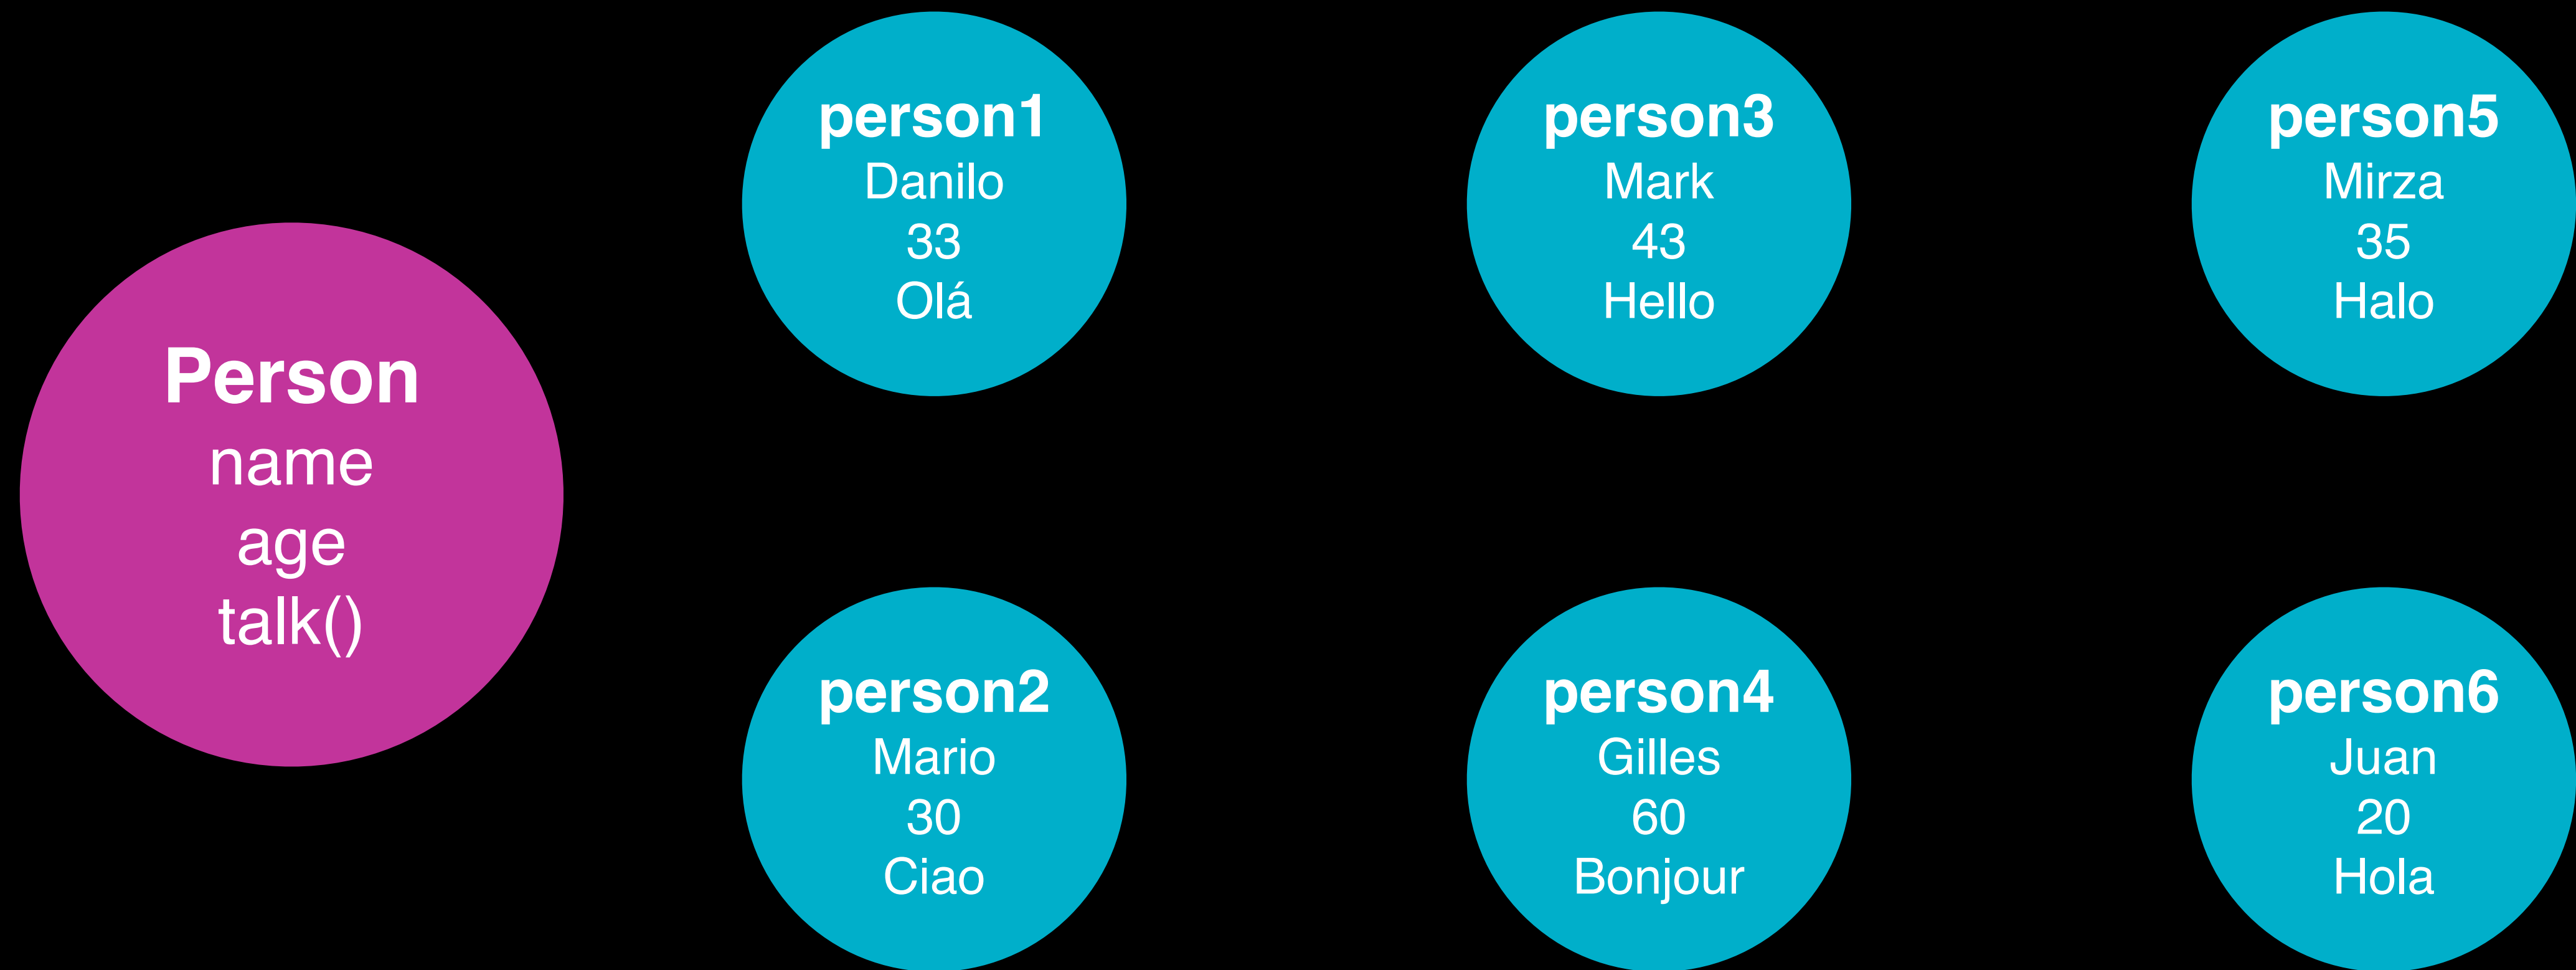 Person
name
age
talk()
person1
Danilo
33
Olá
person2
Mario
30
Ciao
person3
Mark
43
Hello
person4
Gilles
60
Bonjour
person5
Mirza
35
Halo
person6
Juan
20
Hola